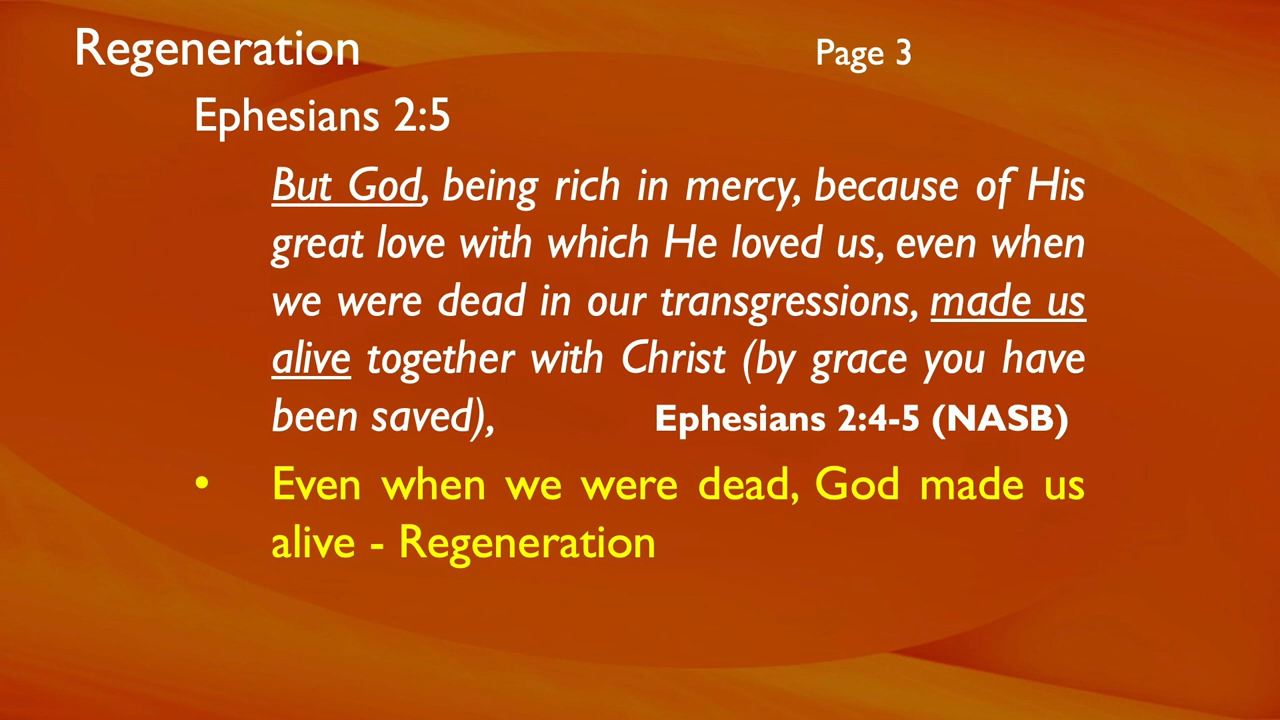 Regeneration Page 3
Ephesians 2:5
But God, being rich in mercy, because of His
great love with which He loved us, even when
we were dead in our transgressions, made us
alive together with Christ (by grace you have
been saved), Ephesians 2:4-5 (NASB)
• Even when we were dead, God made us
alive - Regeneration